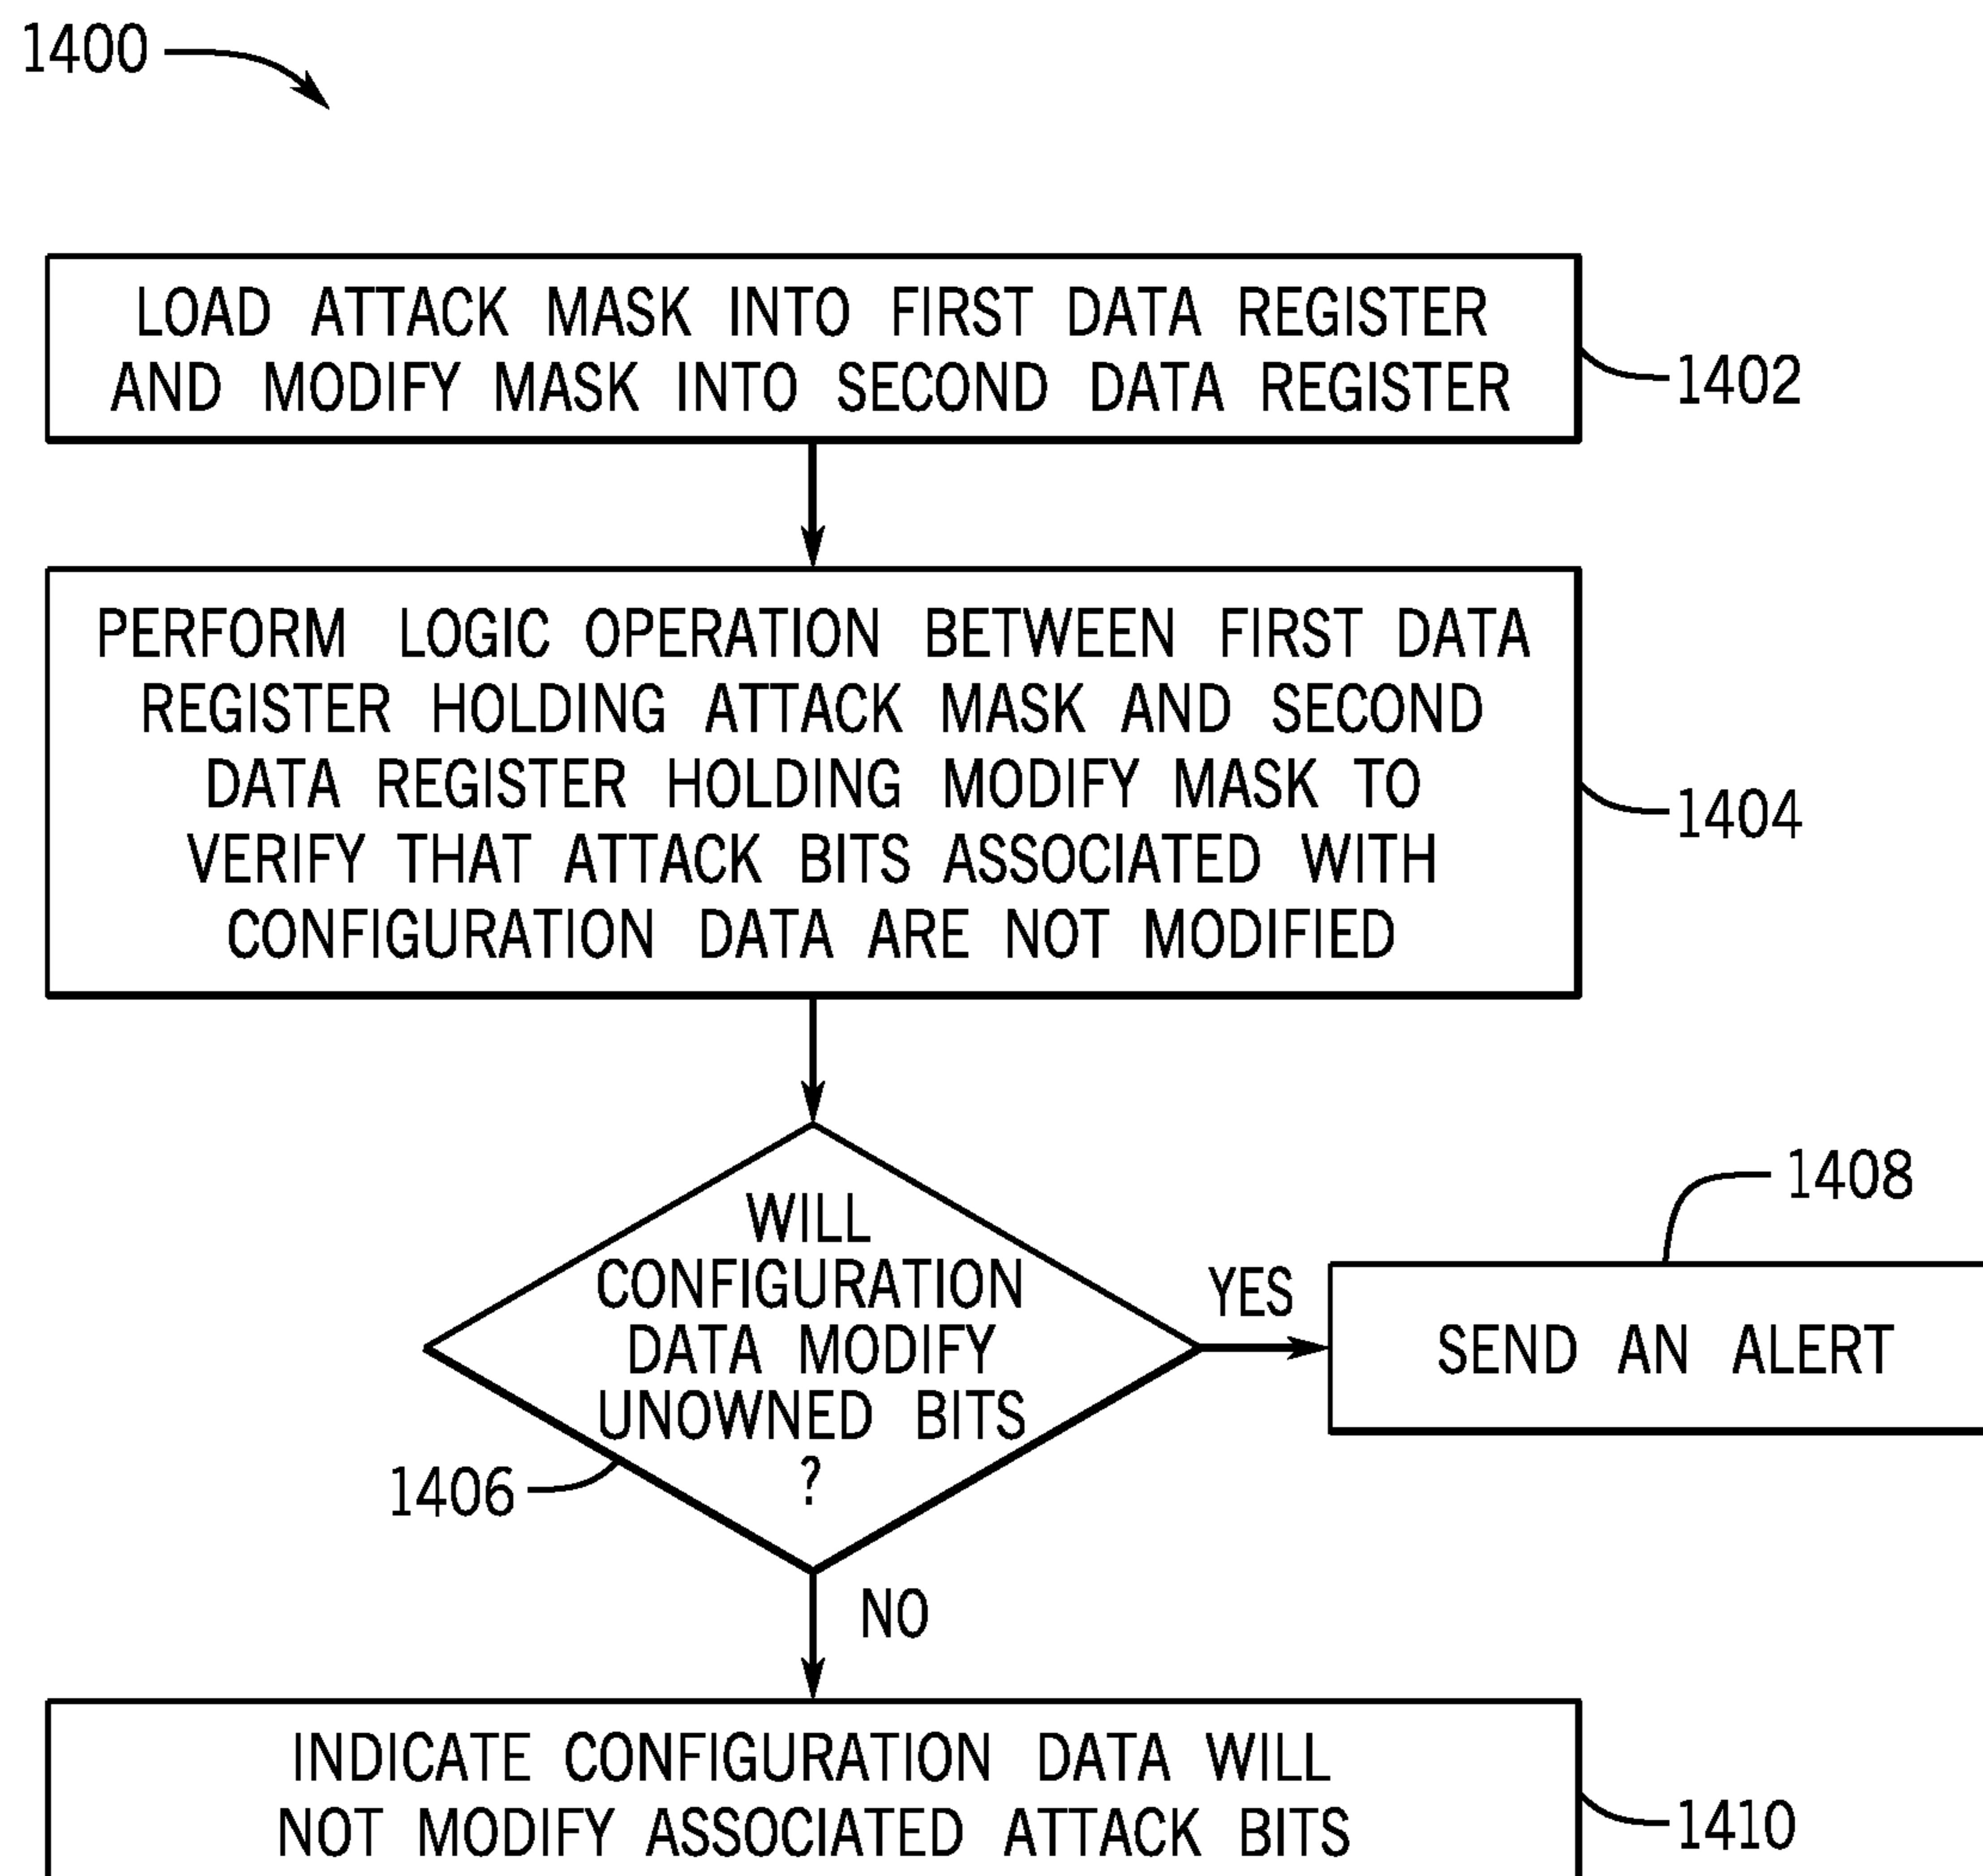 1400
LOAD ATTACK MASK INTO FIRST DATA REGISTER
AND MODIFY MASK INTO SECOND DATA REGISTER
1402
PERFORM LOGIC OPERATION BETWEEN FIRST DATA
REGISTER HOLDING ATTACK MASK AND SECOND
DATA REGISTER HOLDING MODIFY MASK TO
VERIFY THAT ATTACK BITS ASSOCIATED WITH
CONFIGURATION DATA ARE NOT MODIFIED
1404
WILL
CONFIGURATION
DATA MODIFY
UNOWNED BITS
?
1406
YES
1408
SEND AN ALERT
NO
INDICATE CONFIGURATION DATA WILL
NOT MODIFY ASSOCIATED ATTACK BITS
1410